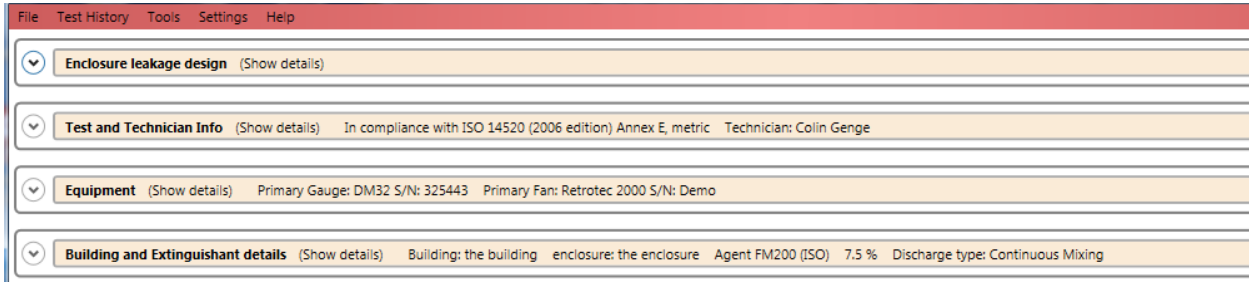 File Test History Tools Settings Help
Enclosure leakage design (Show details)
Test and Technician Info (Show details) In compliance with ISO 14520 (2006 edition) Annex E, metric Technician: Colin Genge
Equipment (Show details) Primary Gauge: DM32 S/N: 325443 Primary Fan: Retrotec 2000 S/N: Demo
Building and Extinguishant details (Show details) Building: the building enclosure: the enclosure Agent FM200 (ISO) 7.5 % Discharge type: Continuous Mixing